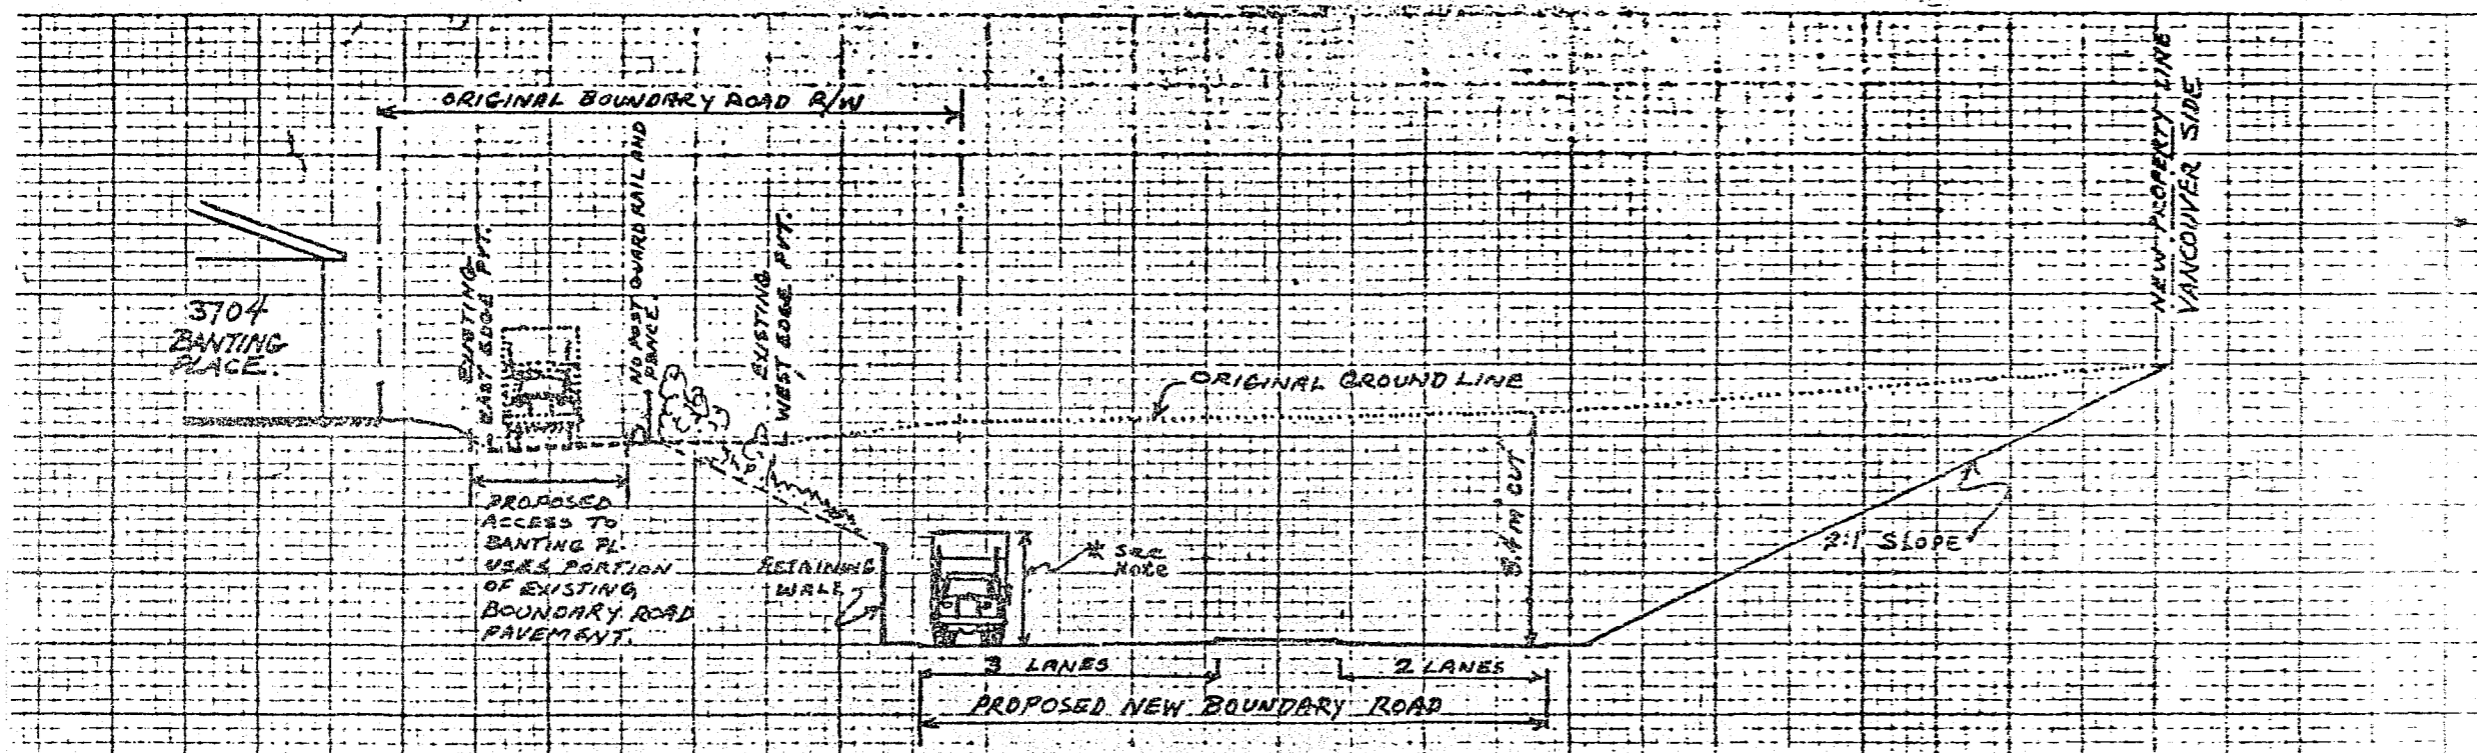 ORIGINAL BOUNDARY ROAD R/W
3704
BANTING
PLACE.
EXISTING
EAST EDGE PVT.
NO POST GUARD RAIL AND
FENCE.
EXISTING
WEST EDGE PVT.
ORIGINAL GROUND LINE
NEW PROPERTY LINE
VANCOUVER SIDE
PROPOSED
ACCESS TO
BANTING PL.
USES PORTION
OF EXISTING
BOUNDARY ROAD
PAVEMENT.
RETAINING
WALL
* SEE
NOTE
CUT
2:1 SLOPE
3 LANES
2 LANES
PROPOSED NEW BOUNDARY ROAD